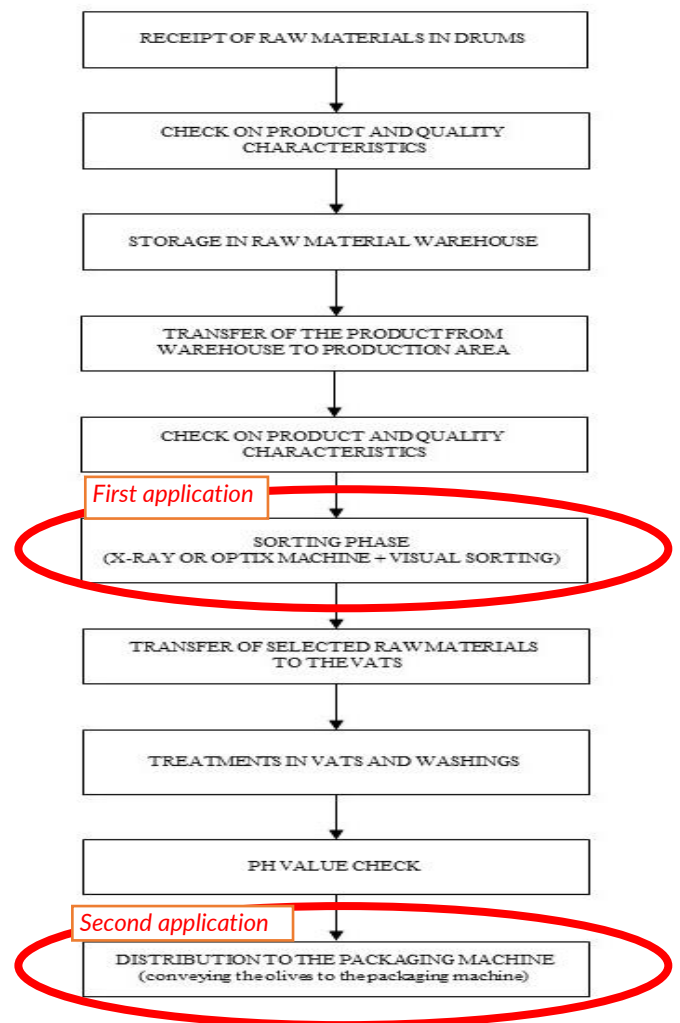 RECEIPT OF RAW MATERIALS IN DRUMS
CHECK ON PRODUCT AND QUALITY
CHARACTERISTICS
STORAGE IN RAW MATERIAL WAREHOUSE
TRANSFER OF THE PRODUCT FROM
WAREHOUSE TO PRODUCTION AREA
CHECK ON PRODUCT AND QUALITY
CHARACTERISTICS
First application
SORTING PHASE
(X-RAY OR OPTIX MACHINE + VISUAL SORTING)
TRANSFER OF SELECTED RAW MATERIALS
TO THE VATS
TREATMENTS IN VATS AND WASHINGS
PH VALUE CHECK
Second application
DISTRIBUTION TO THE PACKAGING MACHINE
(conveying the olives to the packaging machine)